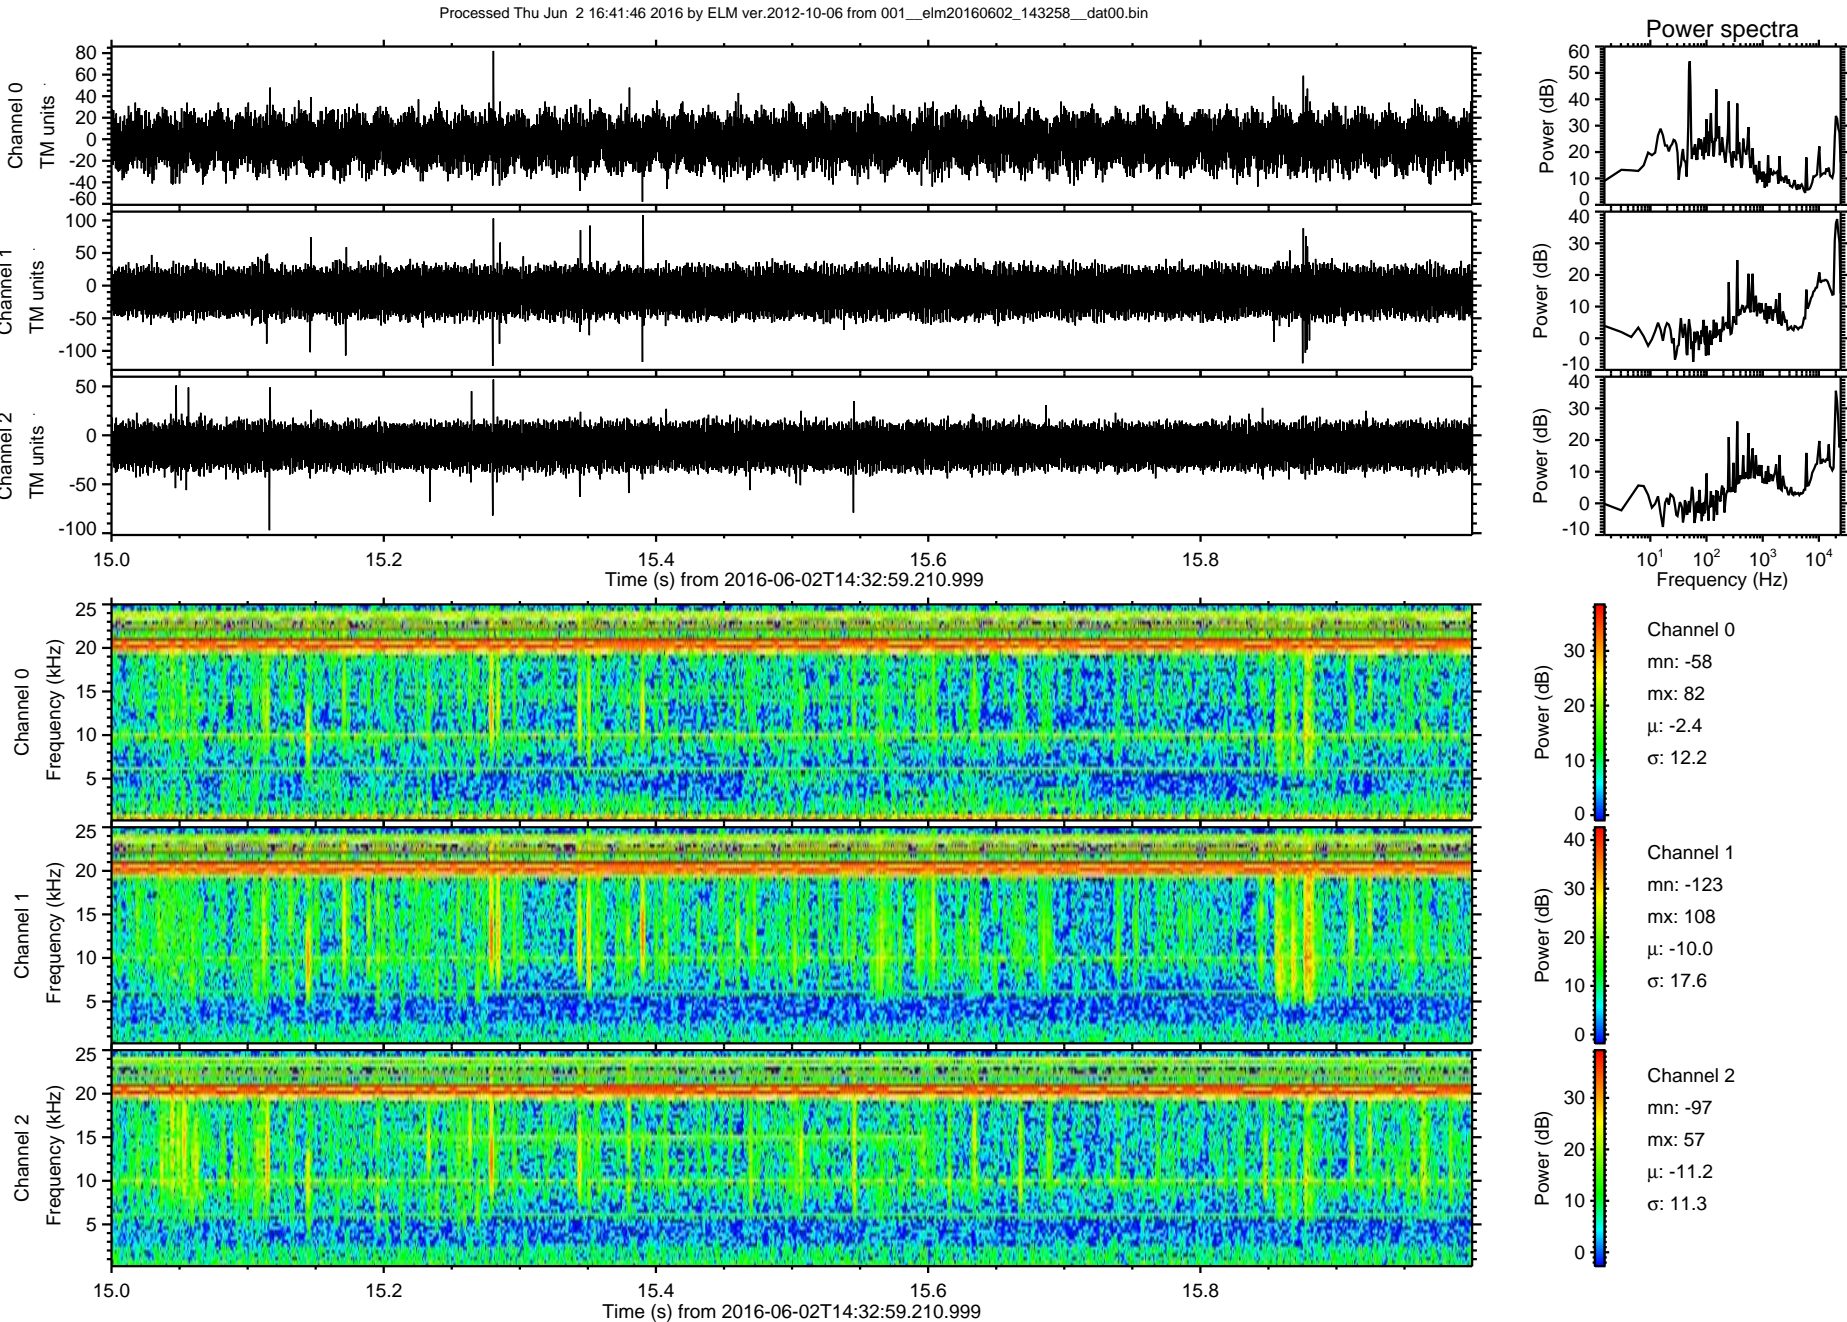 Processed Thu Jun  2 16:41:46 2016 by ELM ver.2012-10-06 from 001__elm20160602_143258__dat00.bin
Power spectra
Channel 0
TM units
80
60
40
20
0
-20
-40
-60
Power (dB)
60
50
40
30
20
10
0
Channel 1
TM units
100
50
0
-50
-100
Power (dB)
40
30
20
10
0
-10
Channel 2
TM units
50
0
-50
-100
Power (dB)
40
30
20
10
0
-10
15.0
15.2
15.4
15.6
15.8
Time (s) from 2016-06-02T14:32:59.210.999
10^1
10^2
10^3
10^4
Frequency (Hz)
Channel 0
Frequency (kHz)
25
20
15
10
5
Power (dB)
30
20
10
0
Channel 0
mn: -58
mx: 82
μ: -2.4
σ: 12.2
Channel 1
Frequency (kHz)
25
20
15
10
5
Power (dB)
40
30
20
10
0
Channel 1
mn: -123
mx: 108
μ: -10.0
σ: 17.6
Channel 2
Frequency (kHz)
25
20
15
10
5
Power (dB)
30
20
10
0
Channel 2
mn: -97
mx: 57
μ: -11.2
σ: 11.3
15.0
15.2
15.4
15.6
15.8
Time (s) from 2016-06-02T14:32:59.210.999